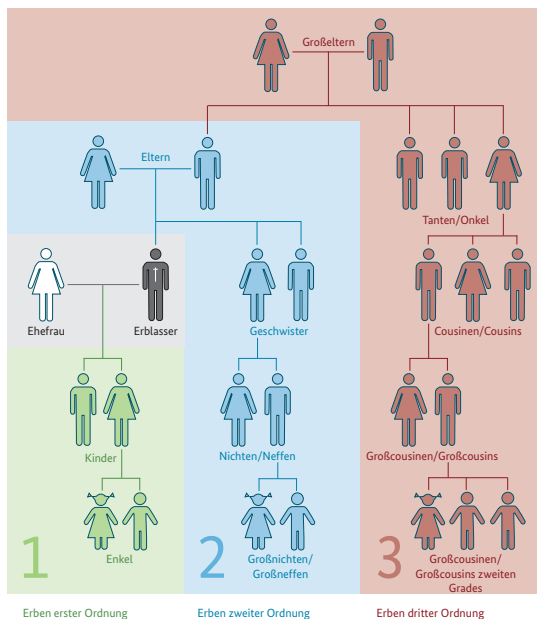 Großeltern
Eltern
Tanten/Onkel
Ehefrau
Erblasser
Geschwister
Cousinen/Cousins
Kinder
Nichten/Neffen
Großcousinen/Großcousins
1
Enkel
2
Großnichten/
Großneffen
3
Großcousinen/
Großcousins zweiten
Grades
Erben erster Ordnung
Erben zweiter Ordnung
Erben dritter Ordnung